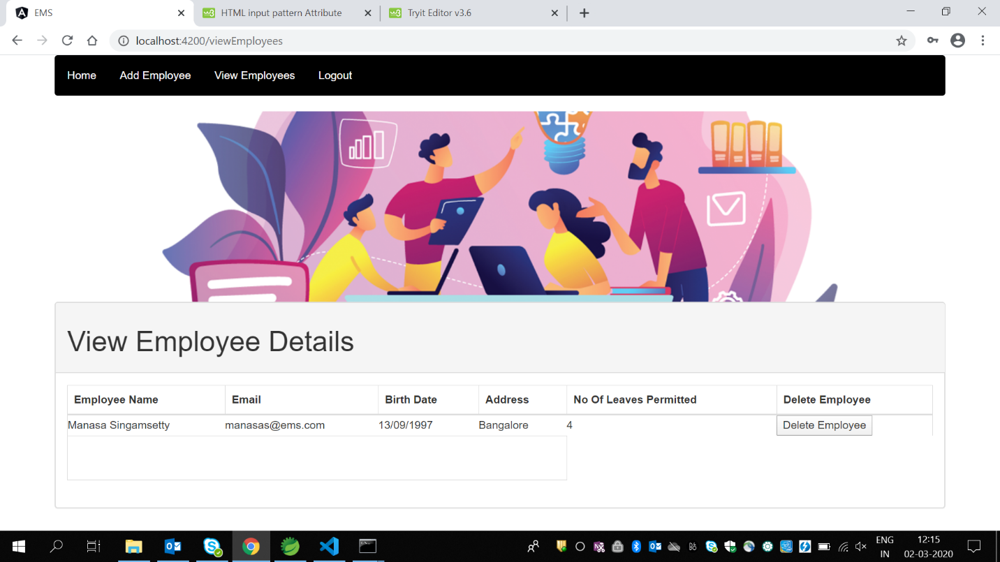 EMS
HTML input pattern Attribute
Tryit Editor v3.6
localhost:4200/viewEmployees
Home Add Employee View Employees Logout
View Employee Details
Employee Name Email Birth Date Address No Of Leaves Permitted Delete Employee
Manasa Singamsetty manasas@ems.com 13/09/1997 Bangalore 4 Delete Employee
ENG 12:15
IN 02-03-2020